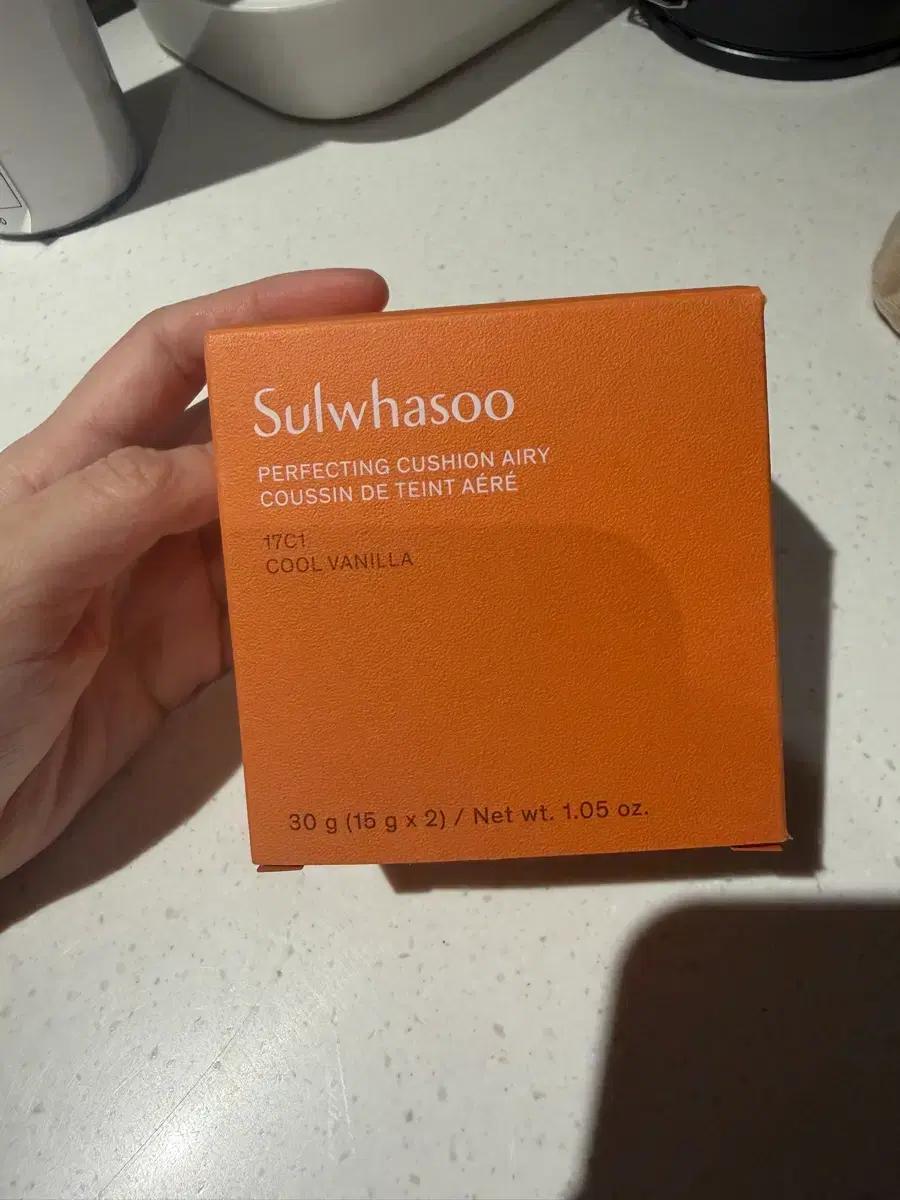 Sulwhasoo
PERFECTING CUSHION AIRY
COUSSIN DE TEINT AÉRÉ
17C1
COOL VANILLA
30 g (15 g x 2) / Net wt. 1.05 oz.